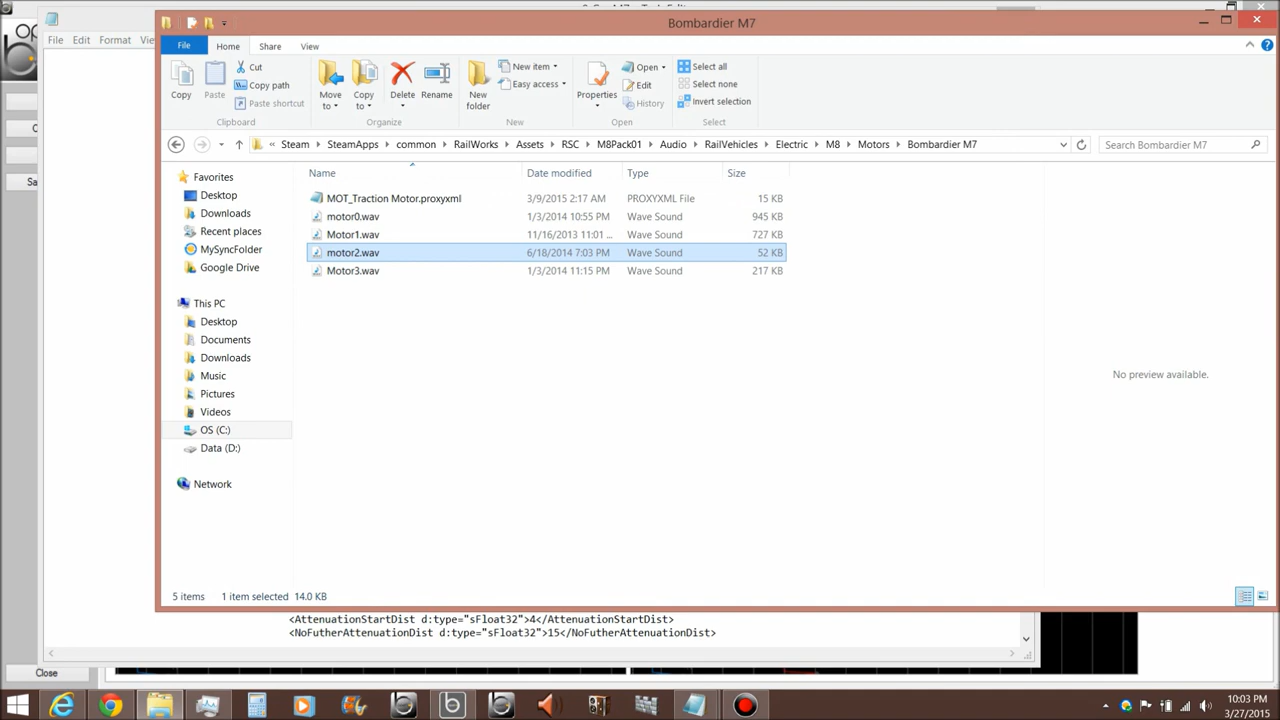 Bombardier M7
File Edit Format
File Home Share View
Copy
Paste
Cut
Copy path
Paste shortcut
Clipboard
Move to
Copy to
Delete
Rename
Organize
New folder
New item
Easy access
New
Properties
Open
Edit
History
Open
Select all
Select none
Invert selection
Select
« Steam SteamApps common RailWorks Assets RSC M8Pack01 Audio RailVehicles Electric M8 Motors Bombardier M7
Search Bombardier M7
Name Date modified Type Size
MOT_Traction Motor.proxyxml 3/9/2015 2:17 AM PROXYXML File 15 KB
motor0.wav 1/3/2014 10:55 PM Wave Sound 945 KB
Motor1.wav 11/16/2013 11:01 ... Wave Sound 727 KB
motor2.wav 6/18/2014 7:03 PM Wave Sound 52 KB
Motor3.wav 1/3/2014 11:15 PM Wave Sound 217 KB
Favorites
Desktop
Downloads
Recent places
MySyncFolder
Google Drive
This PC
Desktop
Documents
Downloads
Music
Pictures
Videos
OS (C:)
Data (D:)
Network
No preview available.
5 items 1 item selected 14.0 KB
<AttenuationStartDist d:type="sFloat32">4</AttenuationStartDist>
<NoFutherAttenuationDist d:type="sFloat32">15</NoFutherAttenuationDist>
Close
10:03 PM
3/27/2015